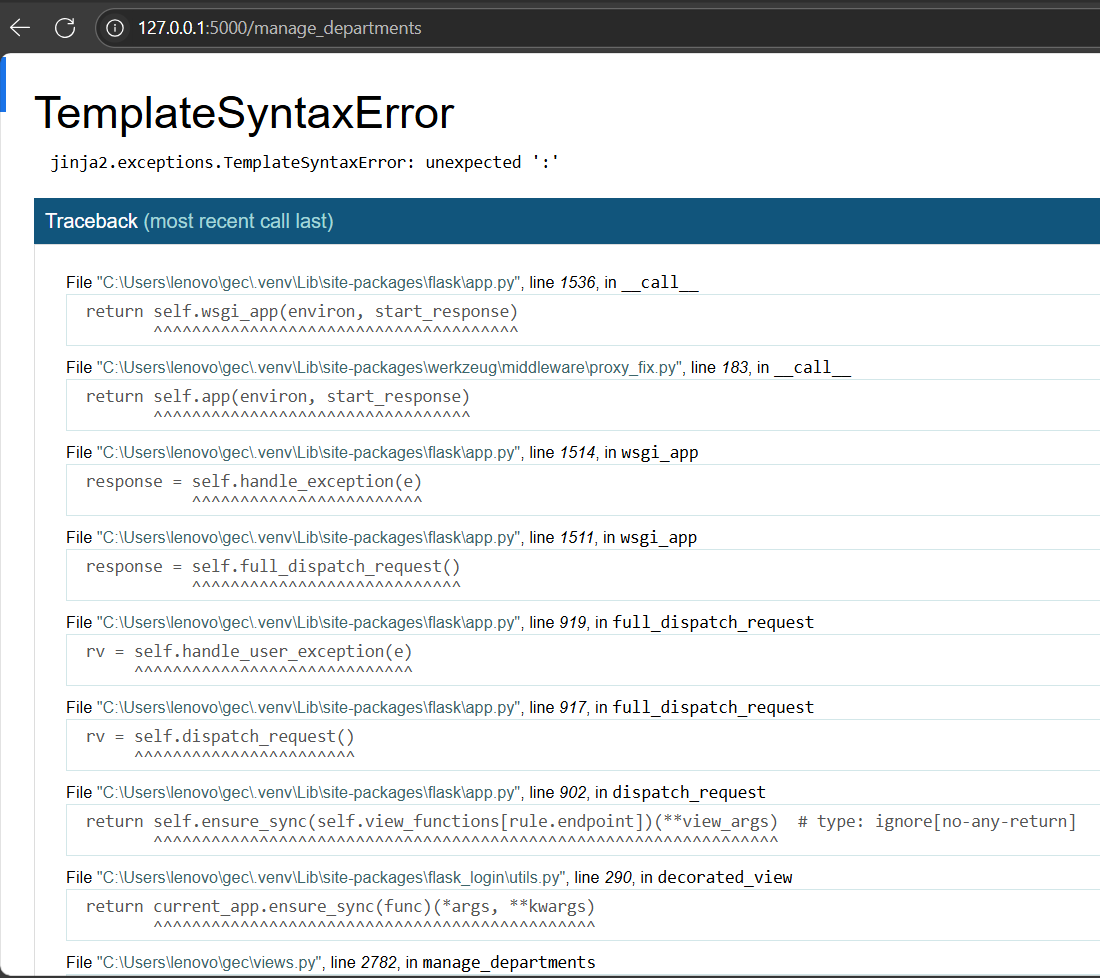 127.0.0.1:5000/manage_departments
TemplateSyntaxError
jinja2.exceptions.TemplateSyntaxError: unexpected ':'
Traceback (most recent call last)
File "C:\Users\lenovo\gec\.venv\Lib\site-packages\flask\app.py", line 1536, in __call__
return self.wsgi_app(environ, start_response)
^^^^^^^^^^^^^^^^^^^^^^^^^^^^^^^^^^^^^^
File "C:\Users\lenovo\gec\.venv\Lib\site-packages\werkzeug\middleware\proxy_fix.py", line 183, in __call__
return self.app(environ, start_response)
^^^^^^^^^^^^^^^^^^^^^^^^^^^^^^^^^
File "C:\Users\lenovo\gec\.venv\Lib\site-packages\flask\app.py", line 1514, in wsgi_app
response = self.handle_exception(e)
^^^^^^^^^^^^^^^^^^^^^^^^
File "C:\Users\lenovo\gec\.venv\Lib\site-packages\flask\app.py", line 1511, in wsgi_app
response = self.full_dispatch_request()
^^^^^^^^^^^^^^^^^^^^^^^^^^^^
File "C:\Users\lenovo\gec\.venv\Lib\site-packages\flask\app.py", line 919, in full_dispatch_request
rv = self.handle_user_exception(e)
^^^^^^^^^^^^^^^^^^^^^^^^^^^^^
File "C:\Users\lenovo\gec\.venv\Lib\site-packages\flask\app.py", line 917, in full_dispatch_request
rv = self.dispatch_request()
^^^^^^^^^^^^^^^^^^^^^^^
File "C:\Users\lenovo\gec\.venv\Lib\site-packages\flask\app.py", line 902, in dispatch_request
return self.ensure_sync(self.view_functions[rule.endpoint])(**view_args)  # type: ignore[no-any-return]
^^^^^^^^^^^^^^^^^^^^^^^^^^^^^^^^^^^^^^^^^^^^^^^^^^^^^^^^^^^^^^^^^
File "C:\Users\lenovo\gec\.venv\Lib\site-packages\flask_login\utils.py", line 290, in decorated_view
return current_app.ensure_sync(func)(*args, **kwargs)
^^^^^^^^^^^^^^^^^^^^^^^^^^^^^^^^^^^^^^^^^^^^^^
File "C:\Users\lenovo\gec\views.py", line 2782, in manage_departments